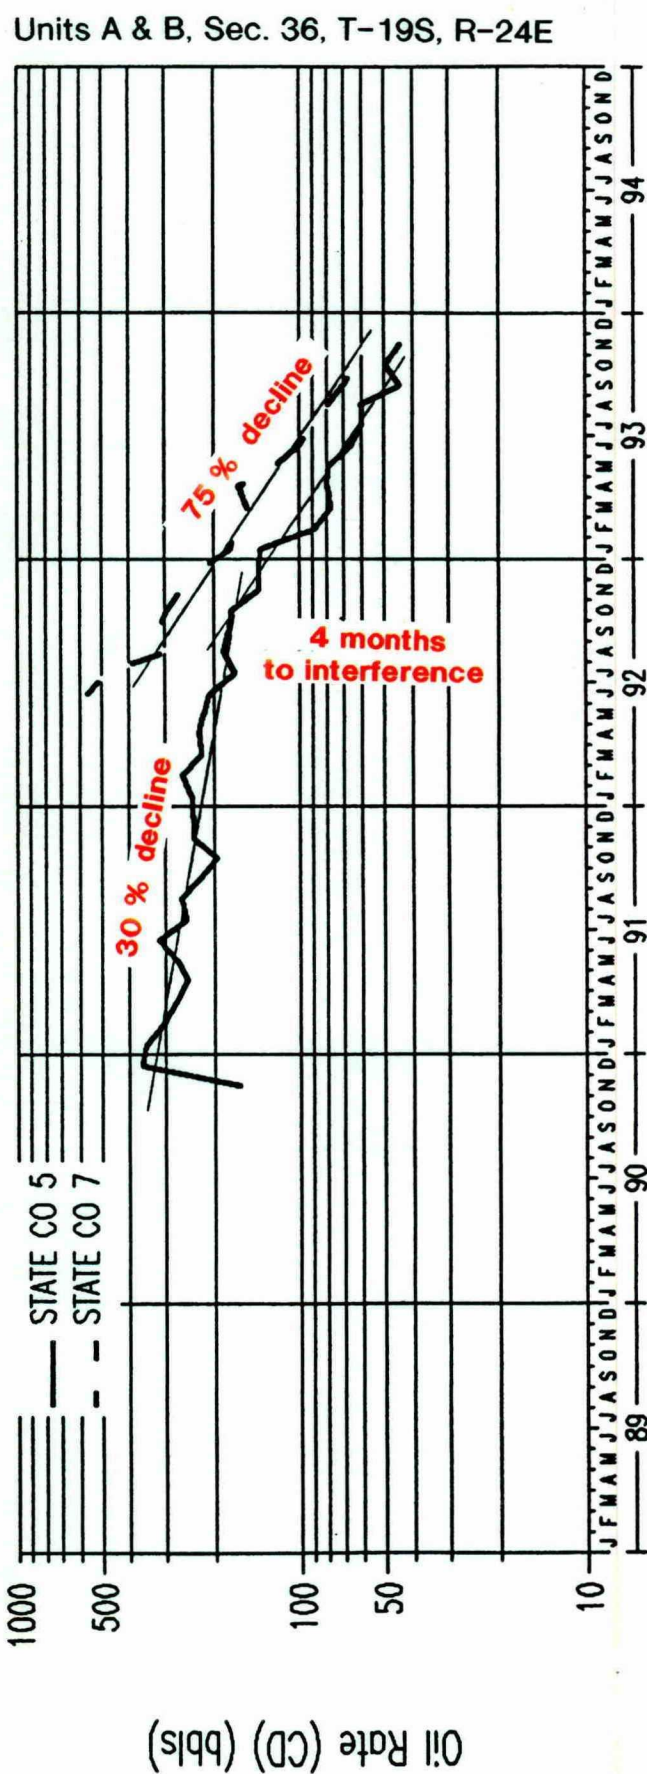 Units A & B, Sec. 36, T-19S, R-24E
STATE CO 5
STATE CO 7
30 % decline
75 % decline
4 months
to interference
Oil Rate (CD) (bbls)
1000
500
100
50
10
J F M A M J J A S O N D J F M A M J J A S O N D J F M A M J J A S O N D J F M A M J J A S O N D J F M A M J J A S O N D J F M A M J J A S O N D
89 90 91 92 93 94